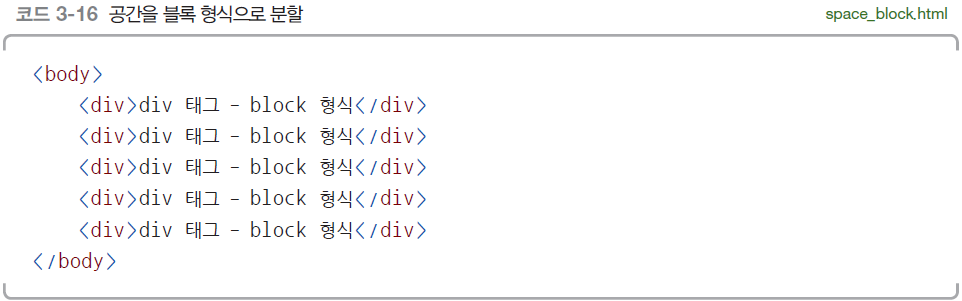 코드 3-16 공간을 블록 형식으로 분할 space_block.html
<body>
    <div>div 태그 - block 형식</div>
    <div>div 태그 - block 형식</div>
    <div>div 태그 - block 형식</div>
    <div>div 태그 - block 형식</div>
    <div>div 태그 - block 형식</div>
</body>